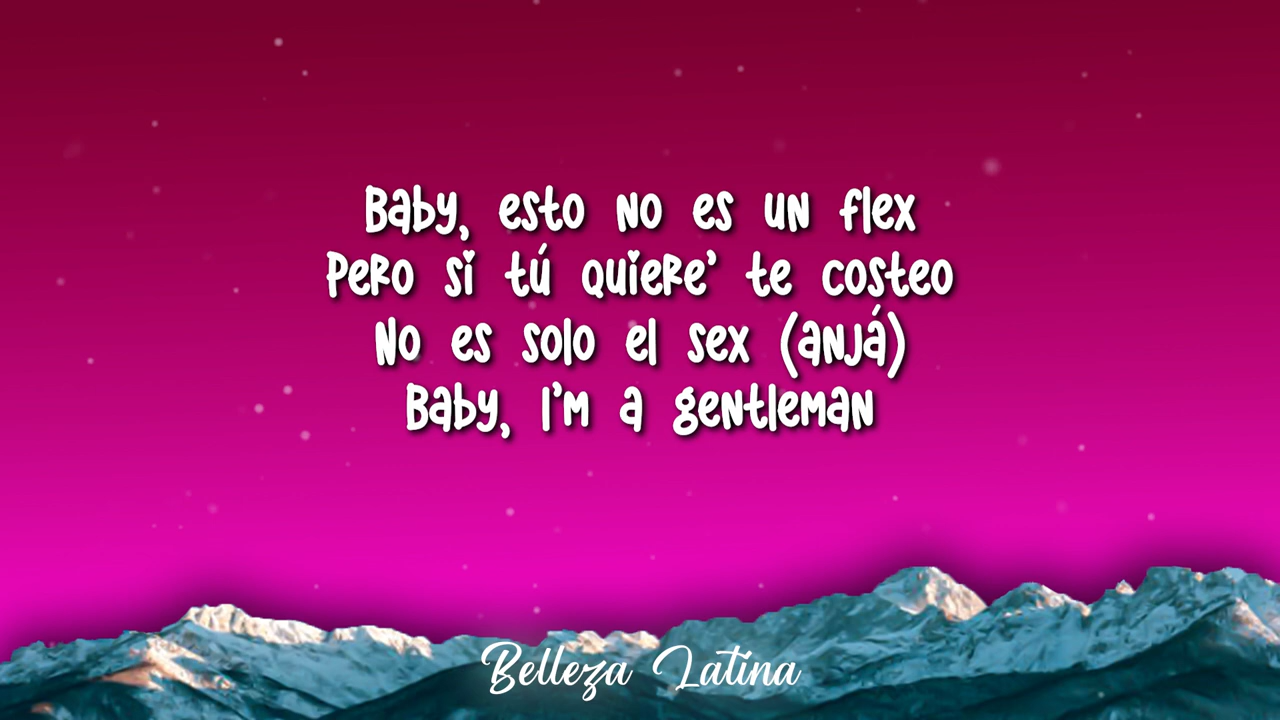 Baby, esto no es un flex
Pero si tú quiere' te costeo
No es solo el sex (anjá)
Baby, I'm a gentleman
Belleza Latina